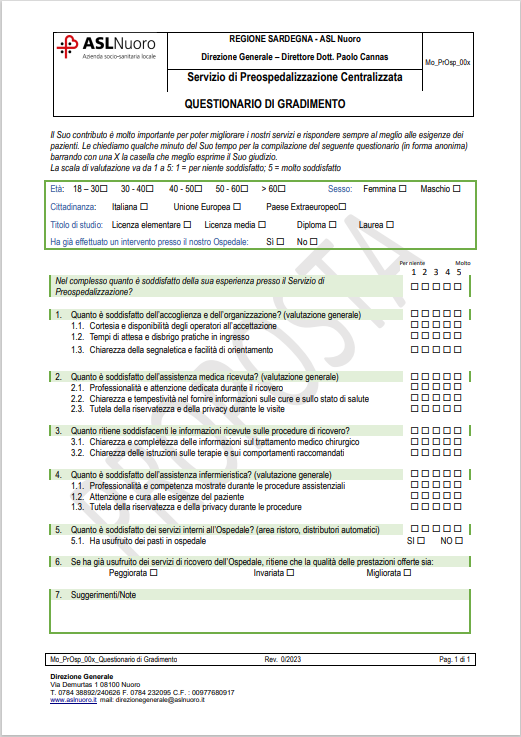 ASLNuoro
Azienda socio-sanitaria locale
REGIONE SARDEGNA - ASL Nuoro
Direzione Generale – Direttore Dott. Paolo Cannas
Servizio di Preospedalizzazione Centralizzata
Mo_PrOsp_00x
QUESTIONARIO DI GRADIMENTO
Il Suo contributo è molto importante per poter migliorare i nostri servizi e rispondere sempre al meglio alle esigenze dei
pazienti. Le chiediamo qualche minuto del Suo tempo per la compilazione del seguente questionario (in forma anonima)
barrando con una X la casella che meglio esprime il Suo giudizio.
La scala di valutazione va da 1 a 5: 1 = per niente soddisfatto; 5 = molto soddisfatto
Età: 18 – 30☐ 30 - 40☐ 40 - 50☐ 50 - 60☐ > 60☐ Sesso: Femmina ☐ Maschio ☐
Cittadinanza: Italiana ☐ Unione Europea ☐ Paese Extraeuropeo☐
Titolo di studio: Licenza elementare ☐ Licenza media ☐ Diploma ☐ Laurea ☐
Ha già effettuato un intervento presso il nostro Ospedale: Sì ☐ No ☐
Per niente Molto
1 2 3 4 5
Nel complesso quanto è soddisfatto della sua esperienza presso il Servizio di
Preospedalizzazione? ☐ ☐ ☐ ☐ ☐
1. Quanto è soddisfatto dell'accoglienza e dell'organizzazione? (valutazione generale) ☐ ☐ ☐ ☐ ☐
1.1. Cortesia e disponibilità degli operatori all'accettazione ☐ ☐ ☐ ☐ ☐
1.2. Tempi di attesa e disbrigo pratiche in ingresso ☐ ☐ ☐ ☐ ☐
1.3. Chiarezza della segnaletica e facilità di orientamento ☐ ☐ ☐ ☐ ☐
2. Quanto è soddisfatto dell'assistenza medica ricevuta? (valutazione generale) ☐ ☐ ☐ ☐ ☐
2.1. Professionalità e attenzione dedicata durante il ricovero ☐ ☐ ☐ ☐ ☐
2.2. Chiarezza e tempestività nel fornire informazioni sulle cure e sullo stato di salute ☐ ☐ ☐ ☐ ☐
2.3. Tutela della riservatezza e della privacy durante le visite ☐ ☐ ☐ ☐ ☐
3. Quanto ritiene soddisfacenti le informazioni ricevute sulle procedure di ricovero? ☐ ☐ ☐ ☐ ☐
3.1. Chiarezza e completezza delle informazioni sul trattamento medico chirurgico ☐ ☐ ☐ ☐ ☐
3.2. Chiarezza delle istruzioni sulle terapie e sui comportamenti raccomandati ☐ ☐ ☐ ☐ ☐
4. Quanto è soddisfatto dell'assistenza infermieristica? (valutazione generale) ☐ ☐ ☐ ☐ ☐
1.1. Professionalità e competenza mostrate durante le procedure assistenziali ☐ ☐ ☐ ☐ ☐
1.2. Attenzione e cura alle esigenze del paziente ☐ ☐ ☐ ☐ ☐
1.3. Tutela della riservatezza e della privacy durante le procedure ☐ ☐ ☐ ☐ ☐
5. Quanto è soddisfatto dei servizi interni all'Ospedale? (area ristoro, distributori automatici) ☐ ☐ ☐ ☐ ☐
5.1. Ha usufruito dei pasti in ospedale SI ☐ NO ☐
6. Se ha già usufruito dei servizi di ricovero dell'Ospedale, ritiene che la qualità delle prestazioni offerte sia:
Peggiorata ☐ Invariata ☐ Migliorata ☐
7. Suggerimenti/Note
PROPOSTA
Mo_PrOsp_00x_Questionario di Gradimento Rev. 0/2023 Pag. 1 di 1
Direzione Generale
Via Demurtas 1 08100 Nuoro
T. 0784 38892/240626 F. 0784 232095 C.F. : 00977680917
www.aslnuoro.it mail: direzionegenerale@aslnuoro.it